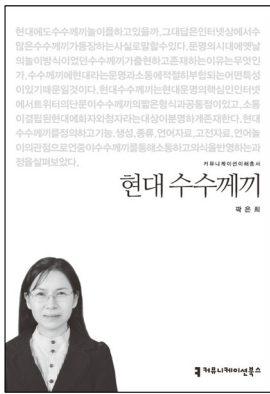 현대에도수수께끼놀이를하고있을까.그대답은인터넷상에서수
많은수수께끼가등장하는사실로말할수있다.문명의시대에옛날
의놀이방식이었던수수께끼가출현하고존재하는이유는무엇인
가.수수께끼에현대라는문명과소통에적절히부합되는어떤특성
이있기때문일것이다.현대수수께끼는현대문명의핵심인인터넷
에서트위터의단문이수수께끼의짧은형식과공통점이있고,소통
이결핍된현대에화자와청자라는대상이분명하게존재한다.현대
수수께끼를정의하고기능,생성,종류,언어자료,고전자료,언어놀
이의관점으로언중이수수께끼를통해소통하고의식을반영하는과
정을살펴보았다.
커뮤니케이션이해총서
현대 수수께끼
곽은희
커뮤니케이션북스